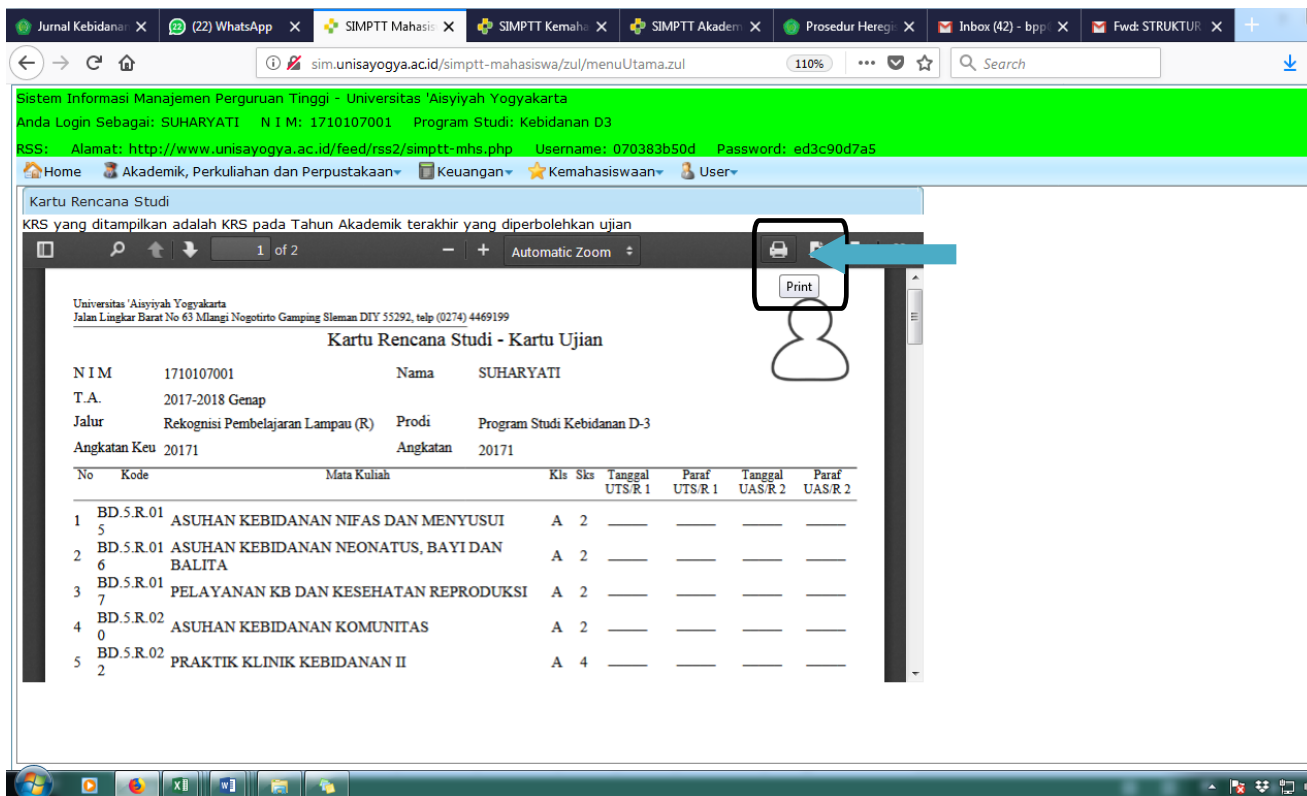 Jurnal Kebidanan
(22) WhatsApp
SIMPTT Mahasis
SIMPTT Kemaha
SIMPTT Akadem
Prosedur Heregi
Inbox (42) - bpp
Fwd: STRUKTUR
sim.unisayogya.ac.id/simptt-mahasiswa/zul/menuUtama.zul
110%
Search
Sistem Informasi Manajemen Perguruan Tinggi - Universitas 'Aisyiyah Yogyakarta
Anda Login Sebagai: SUHARYATI N I M: 1710107001 Program Studi: Kebidanan D3
RSS: Alamat: http://www.unisayogya.ac.id/feed/rss2/simptt-mhs.php Username: 070383b50d Password: ed3c90d7a5
Home Akademik, Perkuliahan dan Perpustakaan Keuangan Kemahasiswaan User
Kartu Rencana Studi
KRS yang ditampilkan adalah KRS pada Tahun Akademik terakhir yang diperbolehkan ujian
1 of 2 Automatic Zoom
Print
Universitas 'Aisyiyah Yogyakarta
Jalan Lingkar Barat No 63 Mlangi Nogotirto Gamping Sleman DIY 55292, telp (0274) 4469199
Kartu Rencana Studi - Kartu Ujian
N I M 1710107001 Nama SUHARYATI
T.A. 2017-2018 Genap
Jalur Rekognisi Pembelajaran Lampau (R) Prodi Program Studi Kebidanan D-3
Angkatan Keu 20171 Angkatan 20171
No Kode Mata Kuliah Kls Sks Tanggal Paraf Tanggal Paraf
UTS/R 1 UTS/R 1 UAS/R 2 UAS/R 2
1 BD.5.R.01 ASUHAN KEBIDANAN NIFAS DAN MENYUSUI A 2
5
2 BD.5.R.01 ASUHAN KEBIDANAN NEONATUS, BAYI DAN A 2
6 BALITA
3 BD.5.R.01 PELAYANAN KB DAN KESEHATAN REPRODUKSI A 2
7
4 BD.5.R.02 ASUHAN KEBIDANAN KOMUNITAS A 2
0
5 BD.5.R.02 PRAKTIK KLINIK KEBIDANAN II A 4
2